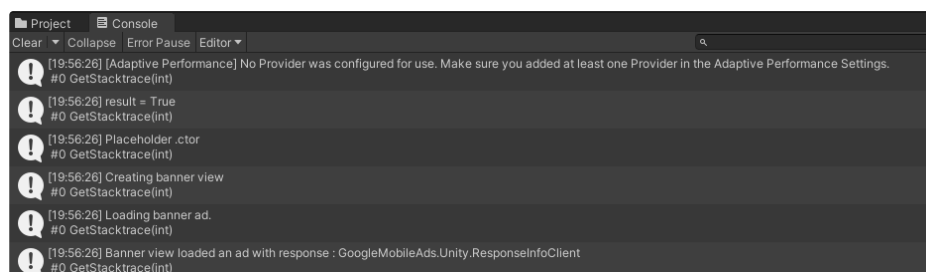 Project Console
Clear Collapse Error Pause Editor
[19:56:26] [Adaptive Performance] No Provider was configured for use. Make sure you added at least one Provider in the Adaptive Performance Settings.
#0 GetStacktrace(int)
[19:56:26] result = True
#0 GetStacktrace(int)
[19:56:26] Placeholder .ctor
#0 GetStacktrace(int)
[19:56:26] Creating banner view
#0 GetStacktrace(int)
[19:56:26] Loading banner ad.
#0 GetStacktrace(int)
[19:56:26] Banner view loaded an ad with response : GoogleMobileAds.Unity.ResponseInfoClient
#0 GetStacktrace(int)